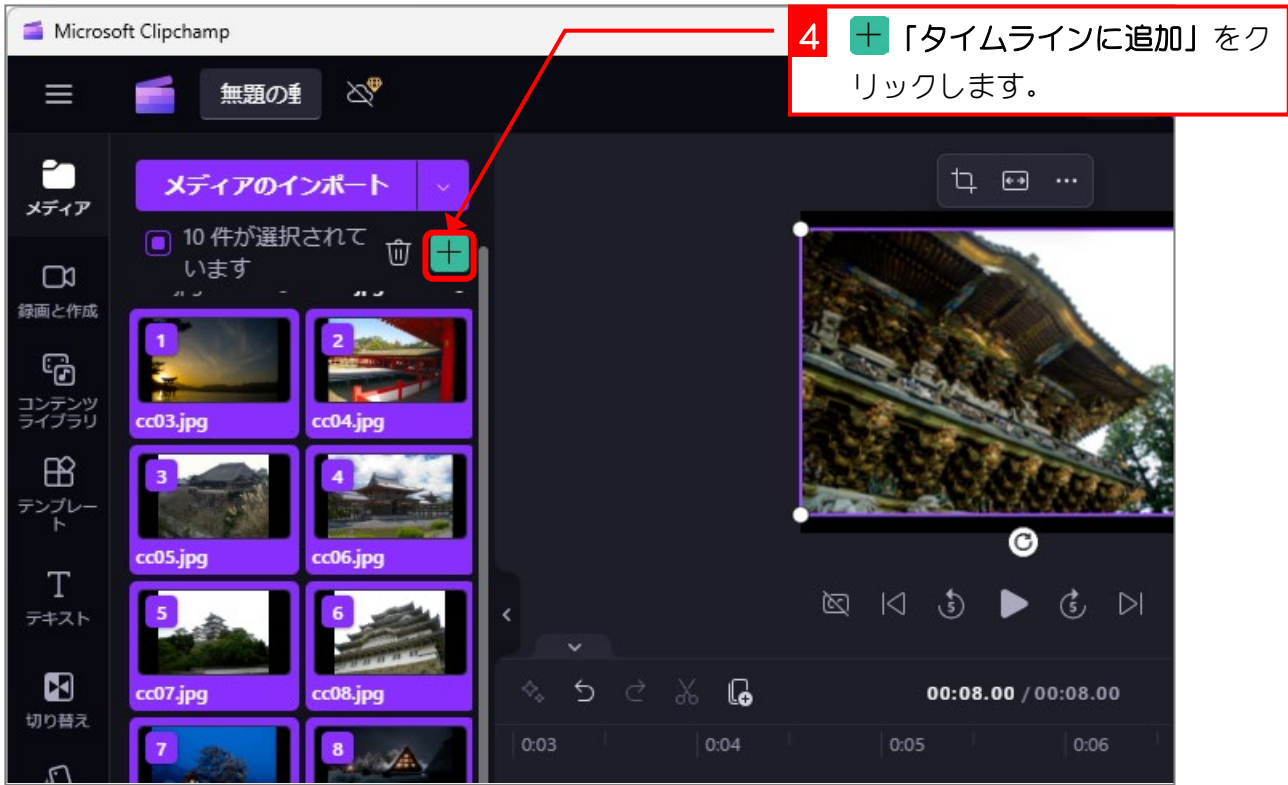 Microsoft Clipchamp
4 + 「タイムラインに追加」をク
リックします。
無題の重
メディア
メディアのインポート
10 件が選択されて
います
録画と作成
1
2
cc03.jpg
cc04.jpg
コンテンツ
ライブラリ
3
4
cc05.jpg
cc06.jpg
テンプレー
ト
テキスト
5
6
cc07.jpg
cc08.jpg
切り替え
7
8
CC
5
5
00:08.00 / 00:08.00
0:03
0:04
0:05
0:06